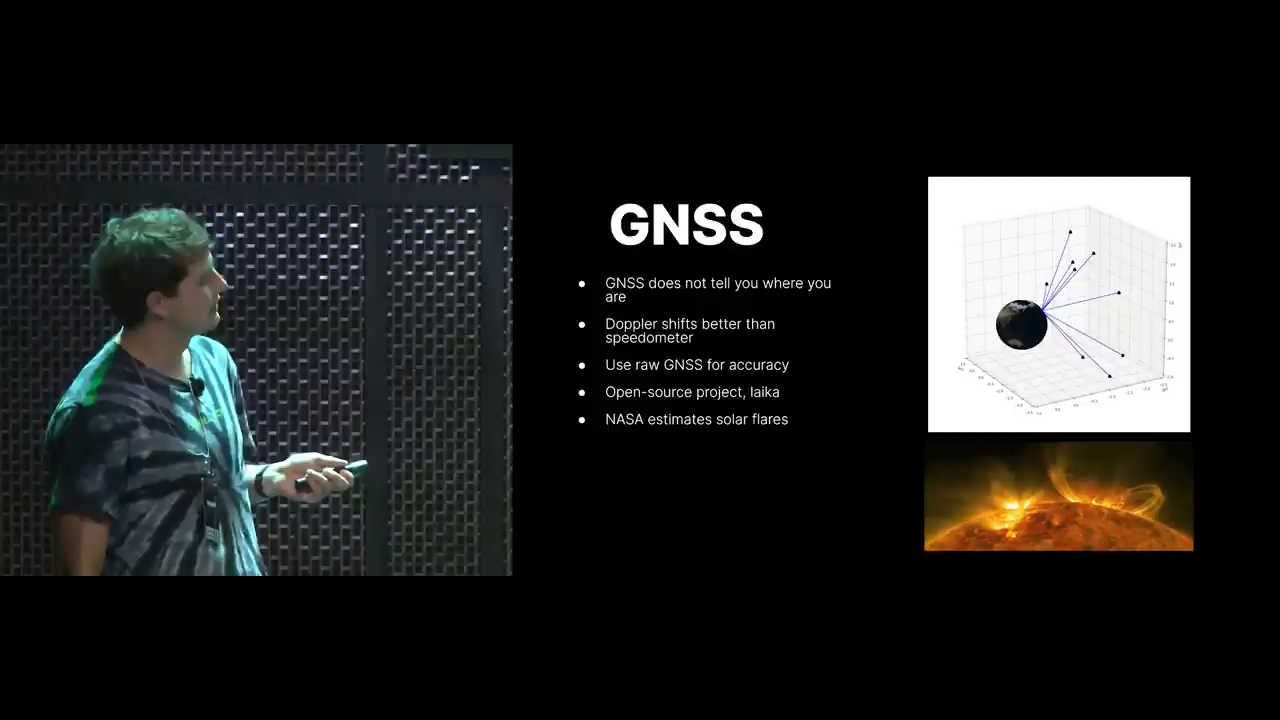 GNSS
● GNSS does not tell you where you
are
● Doppler shifts better than
speedometer
● Use raw GNSS for accuracy
● Open-source project, laika
● NASA estimates solar flares